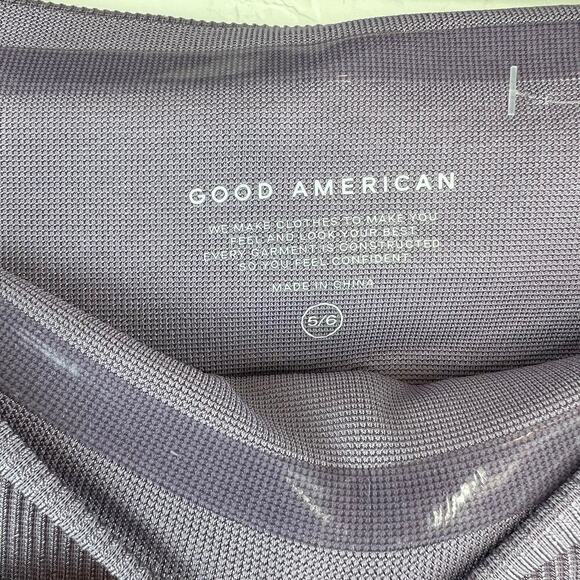 GOOD AMERICAN
WE MAKE CLOTHES TO MAKE YOU
FEEL AND LOOK YOUR BEST.
EVERY GARMENT IS CONSTRUCTED
SO YOU FEEL CONFIDENT.
MADE IN CHINA
5/6